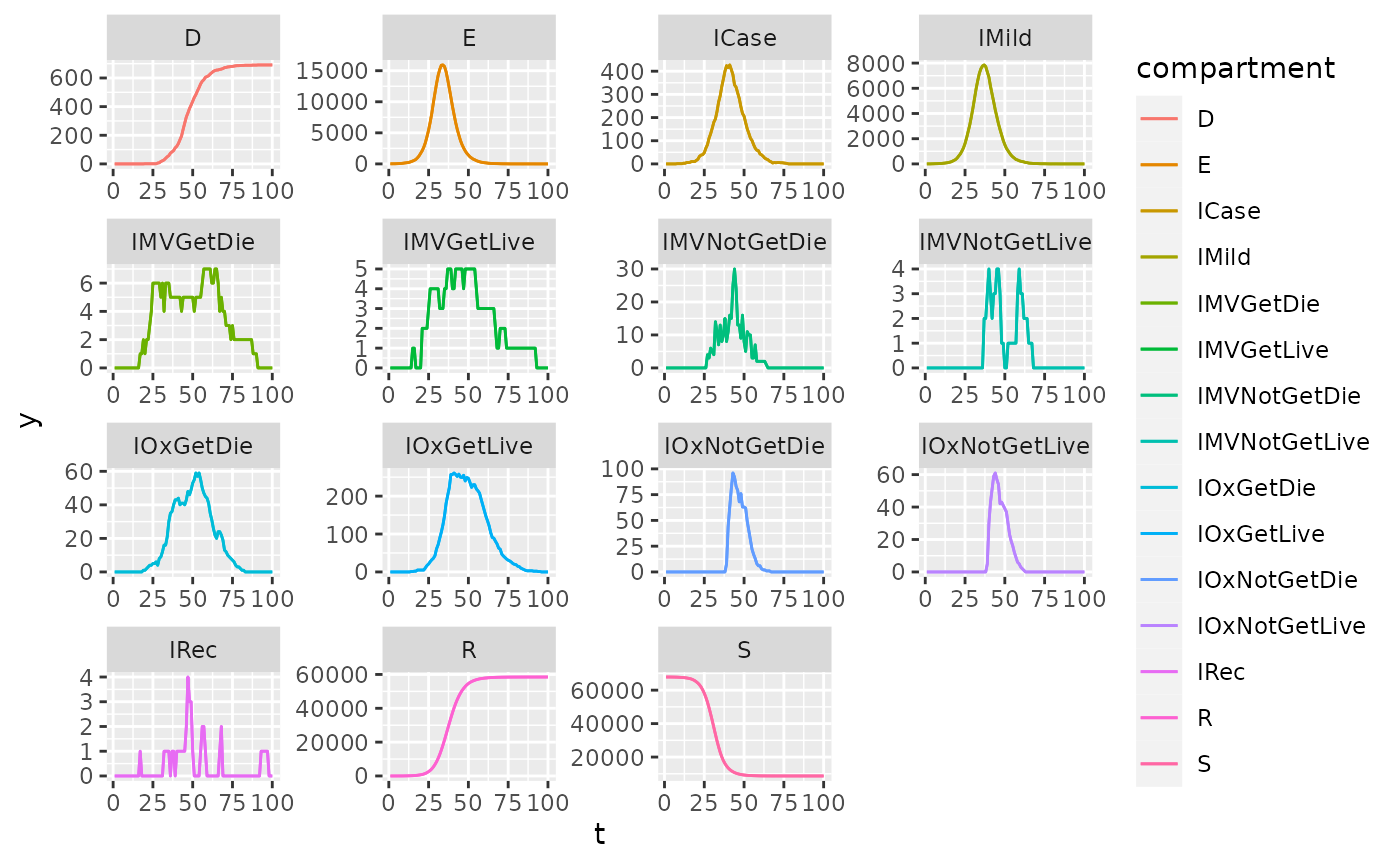 D E ICase IMild
600
400
200
0
15000
10000
5000
0
400
300
200
100
0
8000
6000
4000
2000
0
0 25 50 75 100 0 25 50 75 100 0 25 50 75 100 0 25 50 75 100
IMVGetDie IMVGetLive IMVNotGetDie IMVNotGetLive
6
4
2
0
5
4
3
2
1
0
30
20
10
0
4
3
2
1
0
0 25 50 75 100 0 25 50 75 100 0 25 50 75 100 0 25 50 75 100
y
IOxGetDie IOxGetLive IOxNotGetDie IOxNotGetLive
60
40
20
0
200
100
0
100
75
50
25
0
60
40
20
0
0 25 50 75 100 0 25 50 75 100 0 25 50 75 100 0 25 50 75 100
IRec R S
4
3
2
1
0
60000
40000
20000
0
60000
40000
20000
0 25 50 75 100 0 25 50 75 100 0 25 50 75 100
t
compartment
D
E
ICase
IMild
IMVGetDie
IMVGetLive
IMVNotGetDie
IMVNotGetLive
IOxGetDie
IOxGetLive
IOxNotGetDie
IOxNotGetLive
IRec
R
S